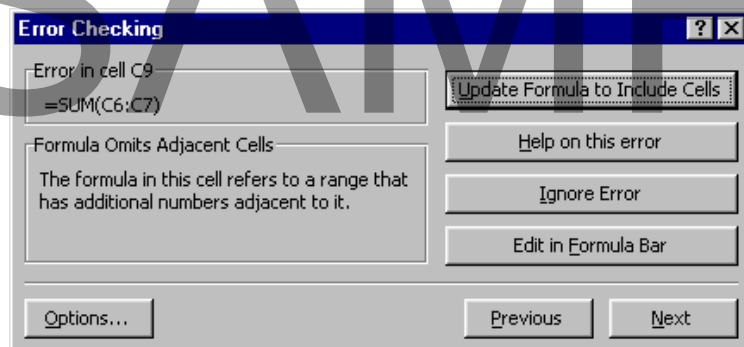 Error Checking
Error in cell C9
=SUM(C6:C7)
Formula Omits Adjacent Cells
The formula in this cell refers to a range that
has additional numbers adjacent to it.
Update Formula to Include Cells
Help on this error
Ignore Error
Edit in Formula Bar
Options...
Previous
Next